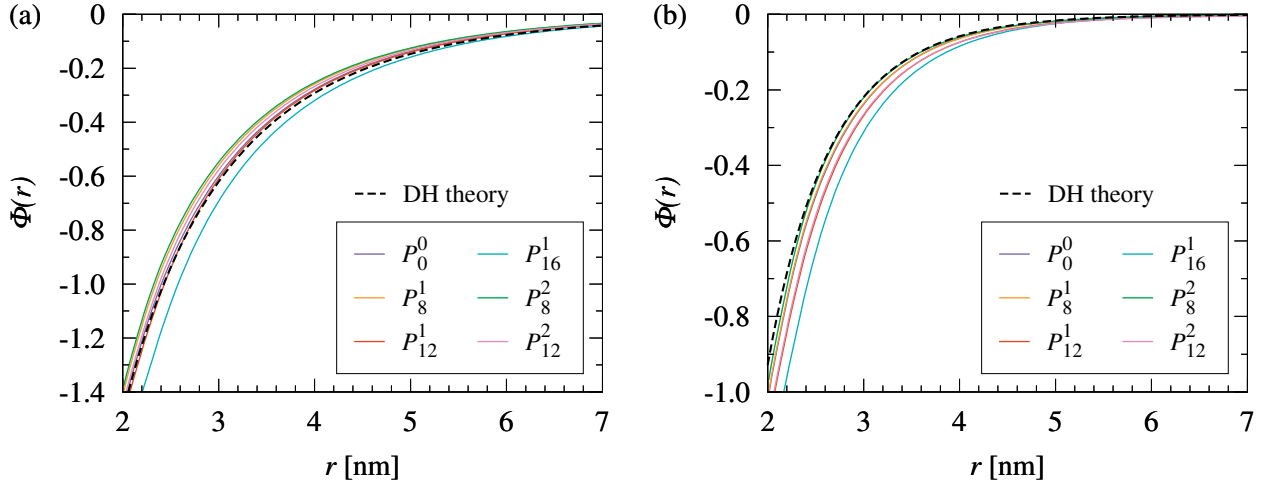 (a)
0
-0.2
-0.4
-0.6
-0.8
-1.0
-1.2
-1.4
Φ(r)
2 3 4 5 6 7
r [nm]
DH theory
P⁰₀ P¹₁₆
P¹₈ P²₈
P¹₁₂ P²₁₂
(b)
0
-0.2
-0.4
-0.6
-0.8
-1.0
Φ(r)
2 3 4 5 6 7
r [nm]
DH theory
P⁰₀ P¹₁₆
P¹₈ P²₈
P¹₁₂ P²₁₂